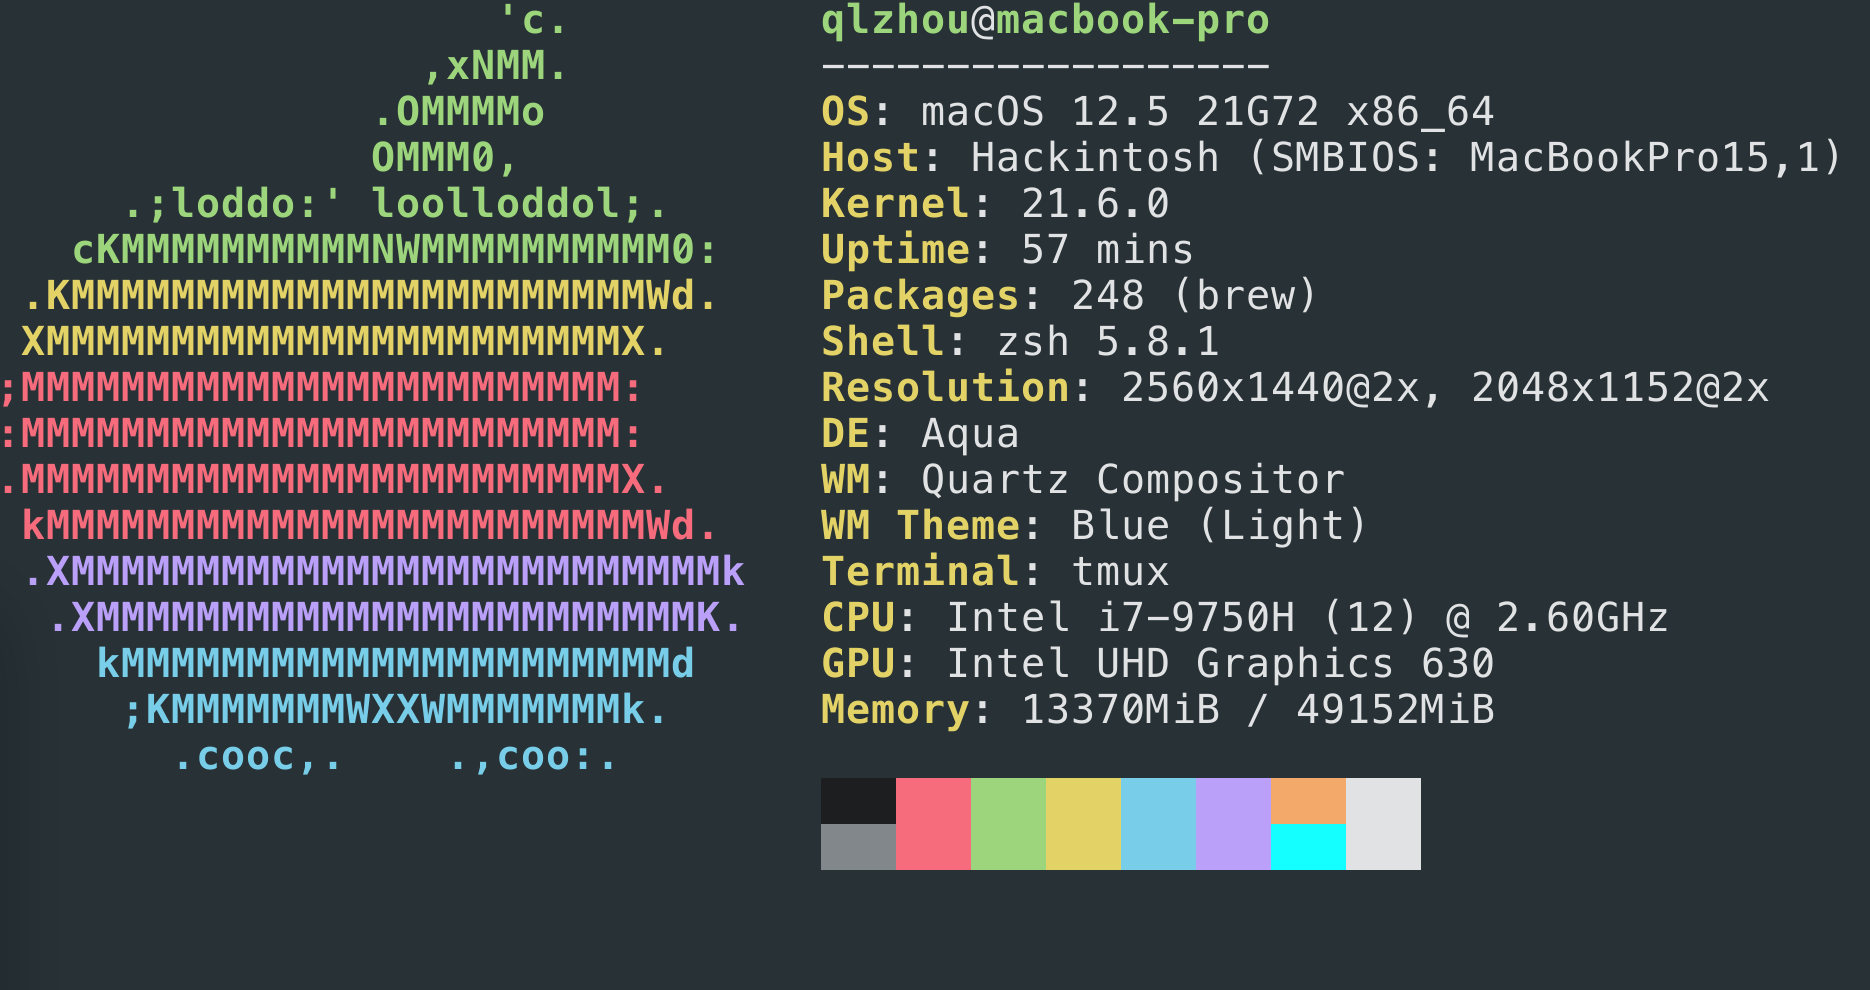 'c.
,xNMM.
.OMMMMo
OMMM0,
.;loddo:' loolloddol;.
cKMMMMMMMMMMNWMMMMMMMMMM0:
.KMMMMMMMMMMMMMMMMMMMMMMMWd.
XMMMMMMMMMMMMMMMMMMMMMMMX.
;MMMMMMMMMMMMMMMMMMMMMMMM:
:MMMMMMMMMMMMMMMMMMMMMMMM:
.MMMMMMMMMMMMMMMMMMMMMMMMX.
kMMMMMMMMMMMMMMMMMMMMMMMMWd.
.XMMMMMMMMMMMMMMMMMMMMMMMMMMk
.XMMMMMMMMMMMMMMMMMMMMMMMMK.
kMMMMMMMMMMMMMMMMMMMMMMd
;KMMMMMMMWXXWMMMMMMMk.
.cooc,.    .,coo:.
qlzhou@macbook-pro
------------------
OS: macOS 12.5 21G72 x86_64
Host: Hackintosh (SMBIOS: MacBookPro15,1)
Kernel: 21.6.0
Uptime: 57 mins
Packages: 248 (brew)
Shell: zsh 5.8.1
Resolution: 2560x1440@2x, 2048x1152@2x
DE: Aqua
WM: Quartz Compositor
WM Theme: Blue (Light)
Terminal: tmux
CPU: Intel i7-9750H (12) @ 2.60GHz
GPU: Intel UHD Graphics 630
Memory: 13370MiB / 49152MiB